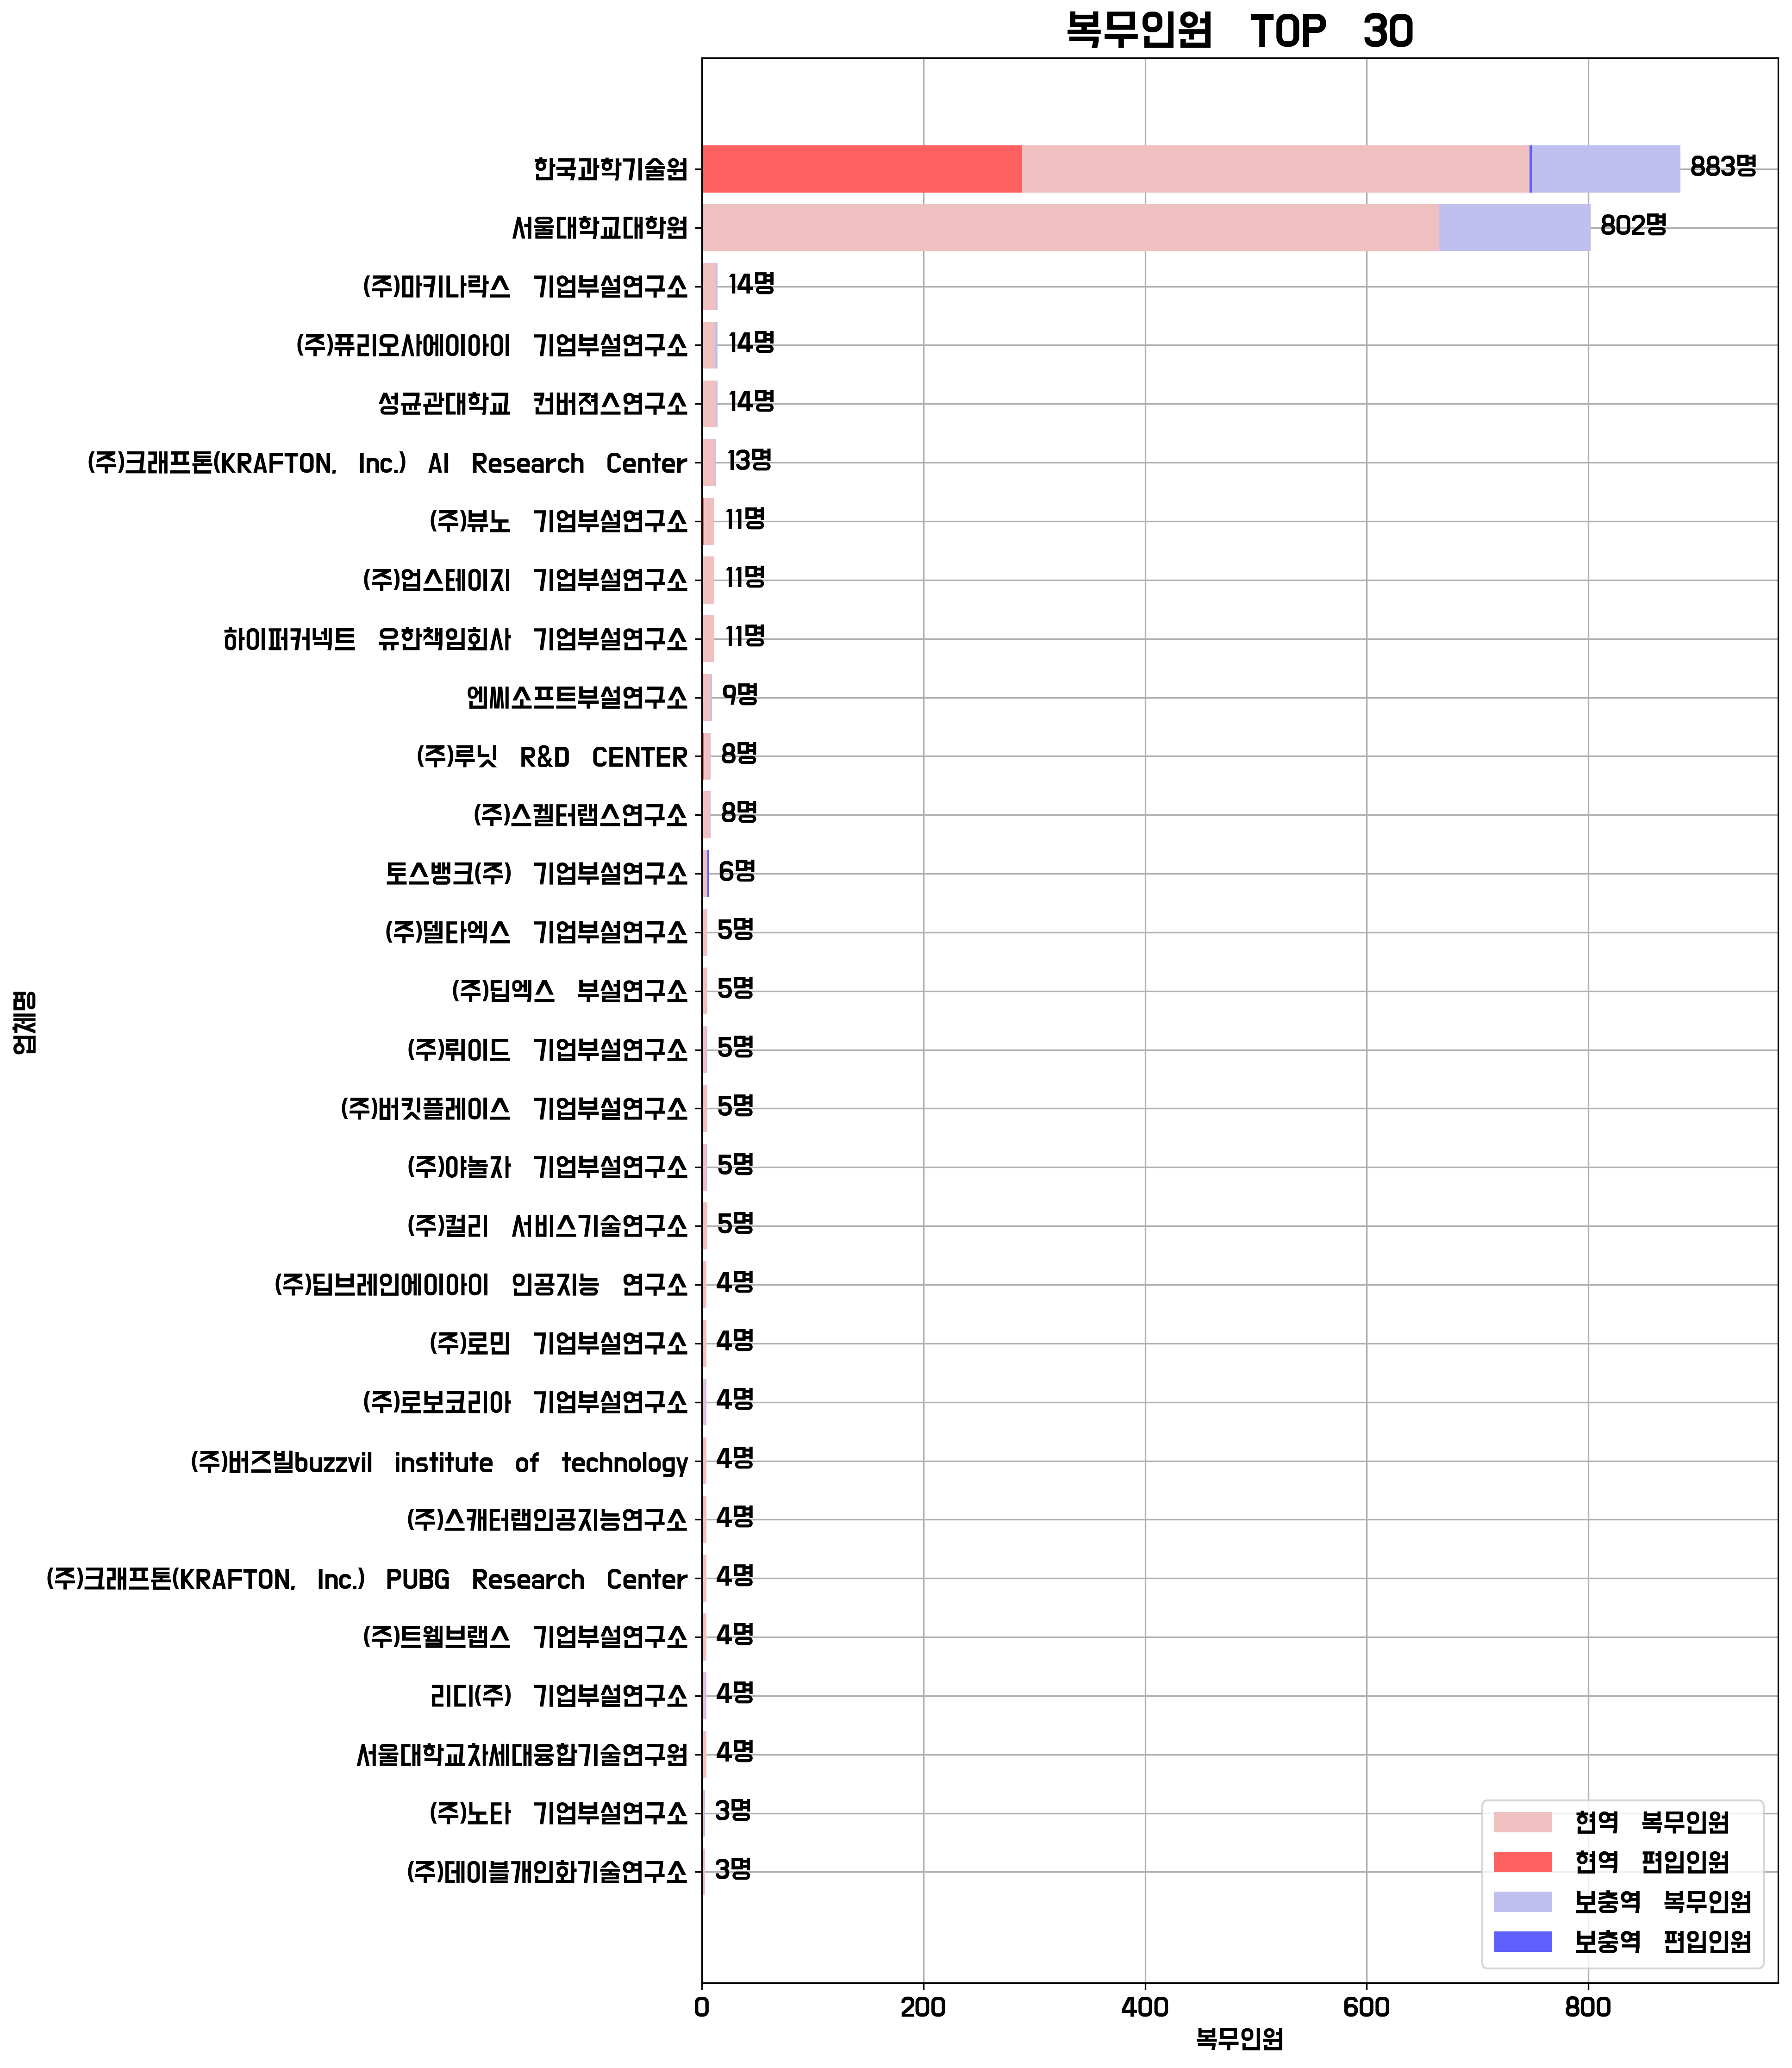 복무인원 TOP 30
한국과학기술원 883명
서울대학교대학원 802명
(주)마키나락스 기업부설연구소 14명
(주)퓨리오사에이아이 기업부설연구소 14명
성균관대학교 컨버젼스연구소 14명
(주)크래프톤(KRAFTON, Inc.) AI Research Center 13명
(주)뷰노 기업부설연구소 11명
(주)업스테이지 기업부설연구소 11명
하이퍼커넥트 유한책임회사 기업부설연구소 11명
엔씨소프트부설연구소 9명
(주)루닛 R&D CENTER 8명
(주)스켈터랩스연구소 8명
토스뱅크(주) 기업부설연구소 6명
(주)델타엑스 기업부설연구소 5명
(주)딥엑스 부설연구소 5명
(주)뤼이드 기업부설연구소 5명
(주)버킷플레이스 기업부설연구소 5명
(주)야놀자 기업부설연구소 5명
(주)컬리 서비스기술연구소 5명
(주)딥브레인에이아이 인공지능 연구소 4명
(주)로민 기업부설연구소 4명
(주)로보코리아 기업부설연구소 4명
(주)버즈빌buzzvil institute of technology 4명
(주)스캐터랩인공지능연구소 4명
(주)크래프톤(KRAFTON, Inc.) PUBG Research Center 4명
(주)트웰브랩스 기업부설연구소 4명
리디(주) 기업부설연구소 4명
서울대학교차세대융합기술연구원 4명
(주)노타 기업부설연구소 3명
(주)데이블개인화기술연구소 3명
업체명
현역 복무인원
현역 편입인원
보충역 복무인원
보충역 편입인원
0 200 400 600 800
복무인원